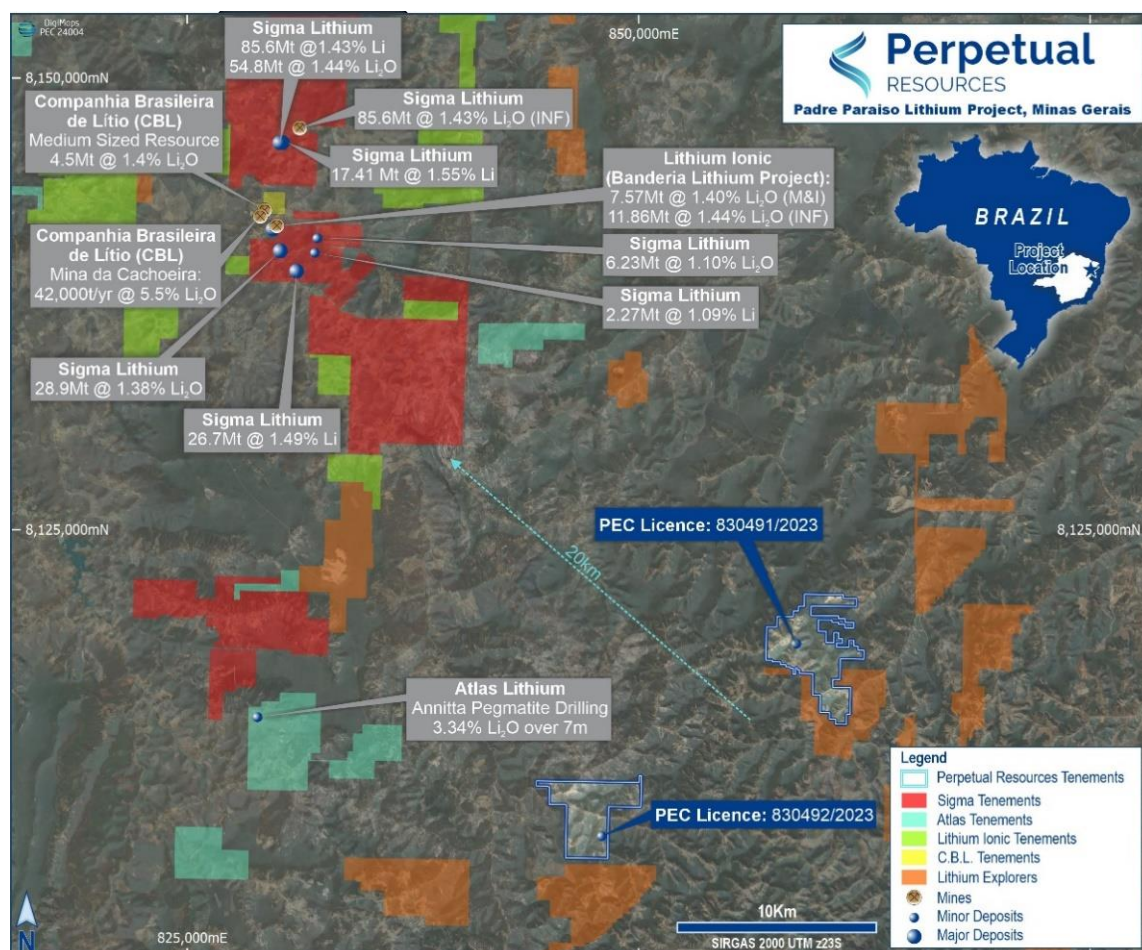 DigiMaps
PEC 24004
Sigma Lithium
85.6Mt @1.43% Li
54.8Mt @ 1.44% Li₂O
850,000mE
Perpetual
RESOURCES
Padre Paraiso Lithium Project, Minas Gerais
8,150,000mN
Companhia Brasileira
de Lítio (CBL)
Medium Sized Resource
4.5Mt @ 1.4% Li₂O
Sigma Lithium
85.6Mt @ 1.43% Li₂O (INF)
Sigma Lithium
17.41 Mt @ 1.55% Li
Lithium Ionic
(Banderia Lithium Project):
7.57Mt @ 1.40% Li₂O (M&I)
11.86Mt @ 1.44% Li₂O (INF)
BRAZIL
Project
Location
Companhia Brasileira
de Lítio (CBL)
Mina da Cachoeira:
42,000t/yr @ 5.5% Li₂O
Sigma Lithium
6.23Mt @ 1.10% Li₂O
Sigma Lithium
2.27Mt @ 1.09% Li
Sigma Lithium
28.9Mt @ 1.38% Li₂O
Sigma Lithium
26.7Mt @ 1.49% Li
8,125,000mN
PEC Licence: 830491/2023
8,125,000mN
20km
Atlas Lithium
Annitta Pegmatite Drilling
3.34% Li₂O over 7m
PEC Licence: 830492/2023
Legend
Perpetual Resources Tenements
Sigma Tenements
Atlas Tenements
Lithium Ionic Tenements
C.B.L. Tenements
Lithium Explorers
Mines
Minor Deposits
Major Deposits
N
825,000mE
10Km
SIRGAS 2000 UTM z23S